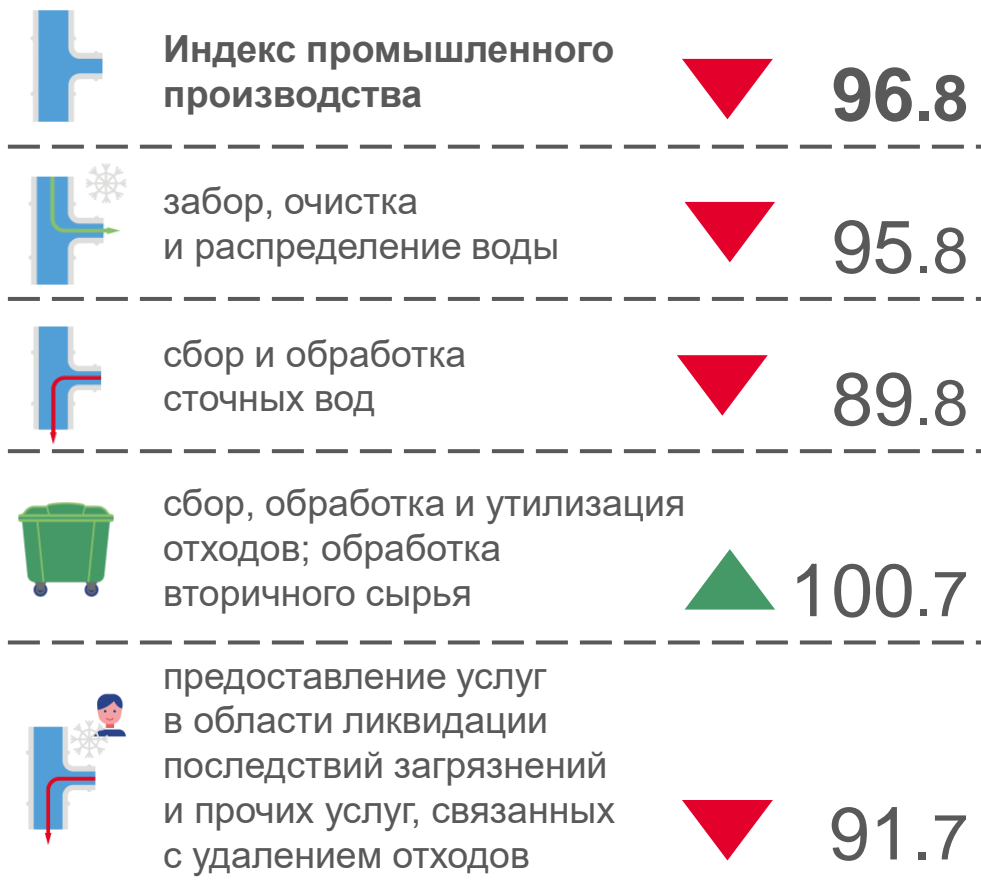 Индекс промышленного
производства
96.8
забор, очистка
и распределение воды
95.8
сбор и обработка
сточных вод
89.8
сбор, обработка и утилизация
отходов; обработка
вторичного сырья
100.7
предоставление услуг
в области ликвидации
последствий загрязнений
и прочих услуг, связанных
с удалением отходов
91.7